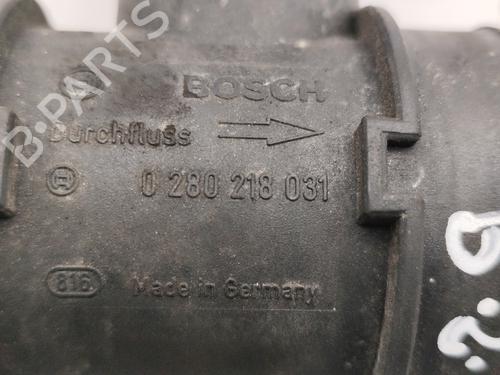 BOSCH
Durchfluss
0 280 218 031
816 Made in Germany
B-PARTS